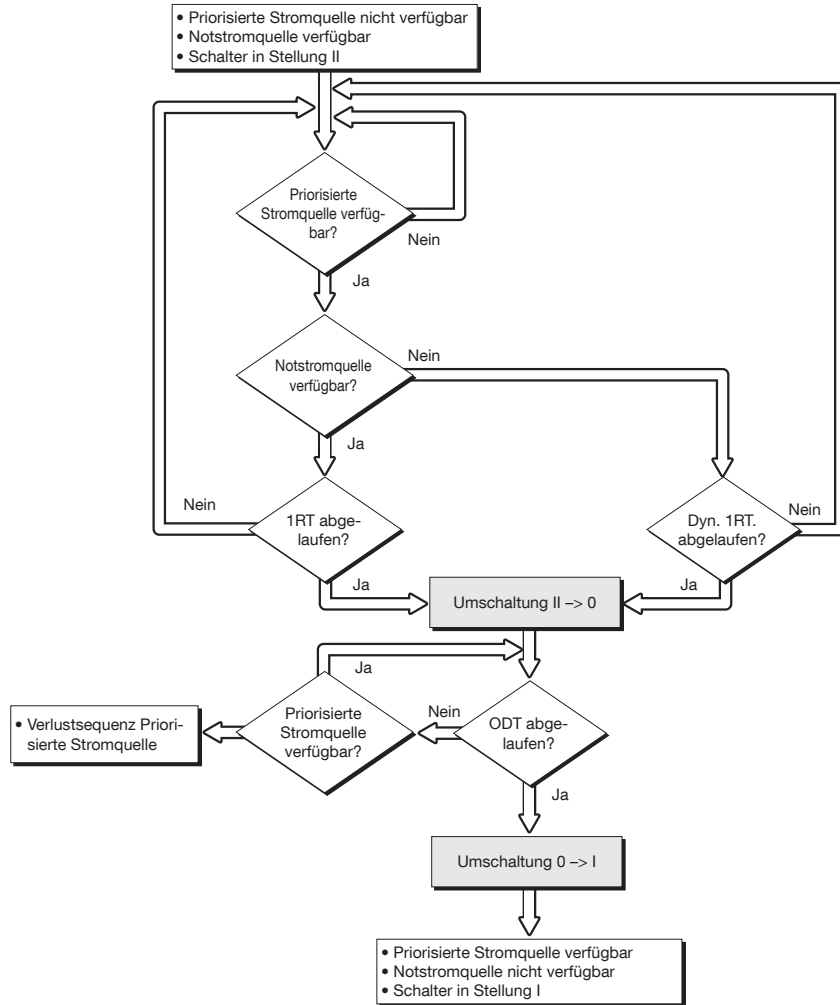 • Priorisierte Stromquelle nicht verfügbar
• Notstromquelle verfügbar
• Schalter in Stellung II
Priorisierte
Stromquelle verfüg-
bar?
Nein
Ja
Notstromquelle
verfügbar?
Nein
Ja
Nein
1RT abge-
laufen?
Dyn. 1RT.
abgelaufen?
Nein
Ja
Umschaltung II –> 0
Ja
Ja
Priorisierte
Stromquelle
verfügbar?
Nein
ODT abge-
laufen?
• Verlustsequenz Priori-
sierte Stromquelle
Ja
Umschaltung 0 –> I
• Priorisierte Stromquelle verfügbar
• Notstromquelle nicht verfügbar
• Schalter in Stellung I